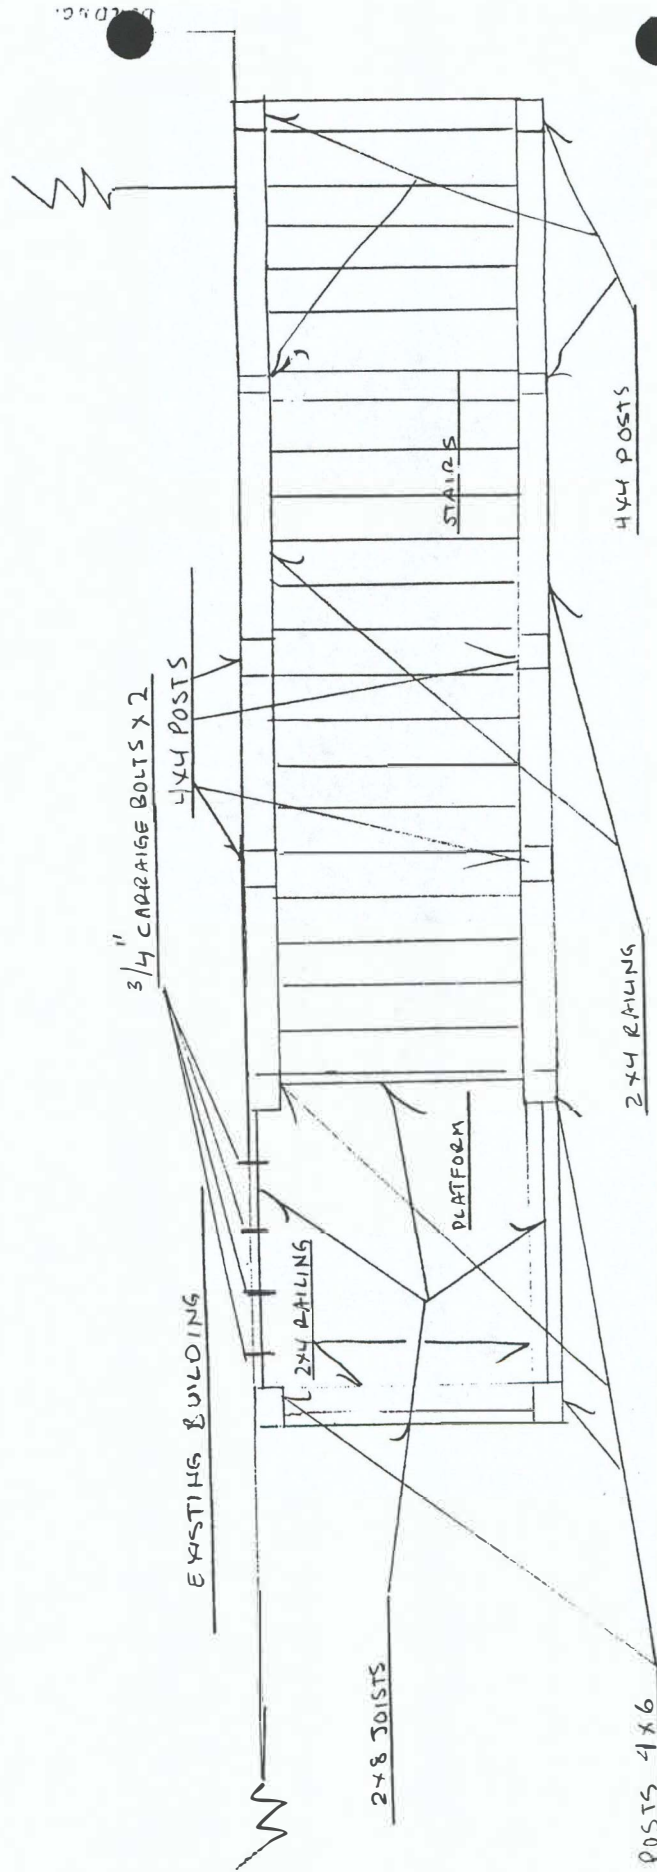 EXISTING BUILDING
3/4" CARRAIGE BOLTS X 2
4X4 POSTS
2X4 RAILING
PLATFORM
STAIRS
2X8 JOISTS
POSTS 4X6
2X4 RAILING
4X4 POSTS